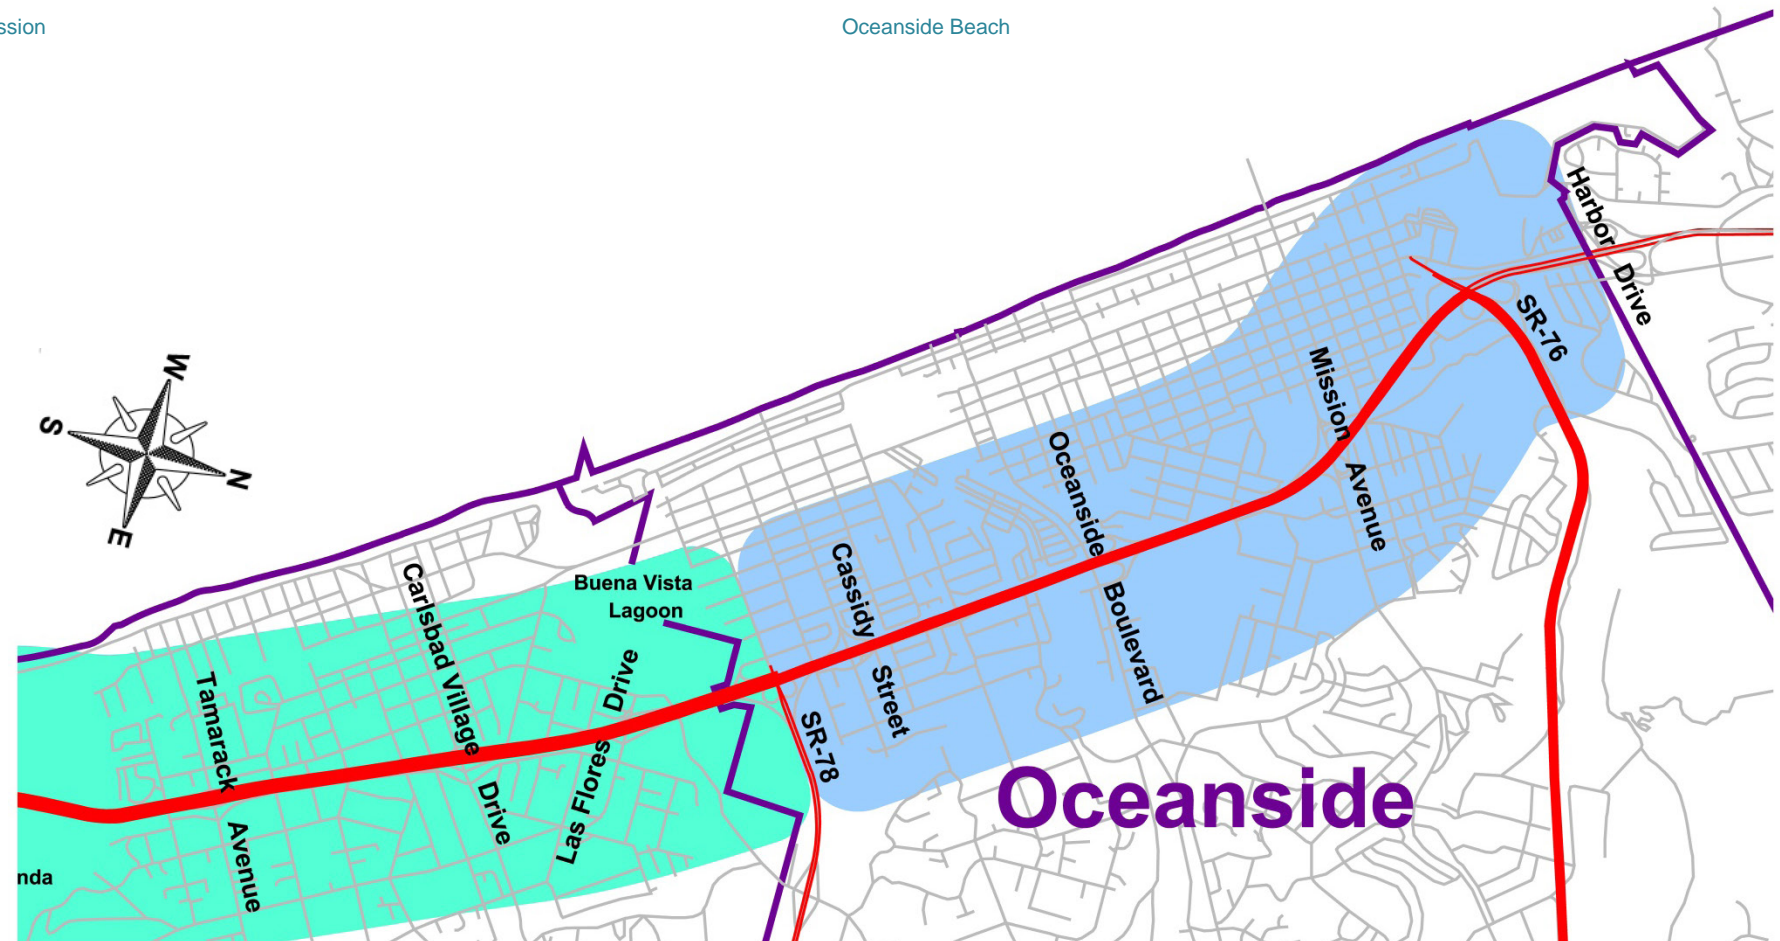 ssion
Oceanside Beach
Harbor Drive
SR-76
Mission Avenue
W
S
N
E
Oceanside Boulevard
Cassidy Street
Buena Vista
Lagoon
Carlsbad Village Drive
Las Flores Drive
Tamarack Avenue
SR-78
Oceanside
nda